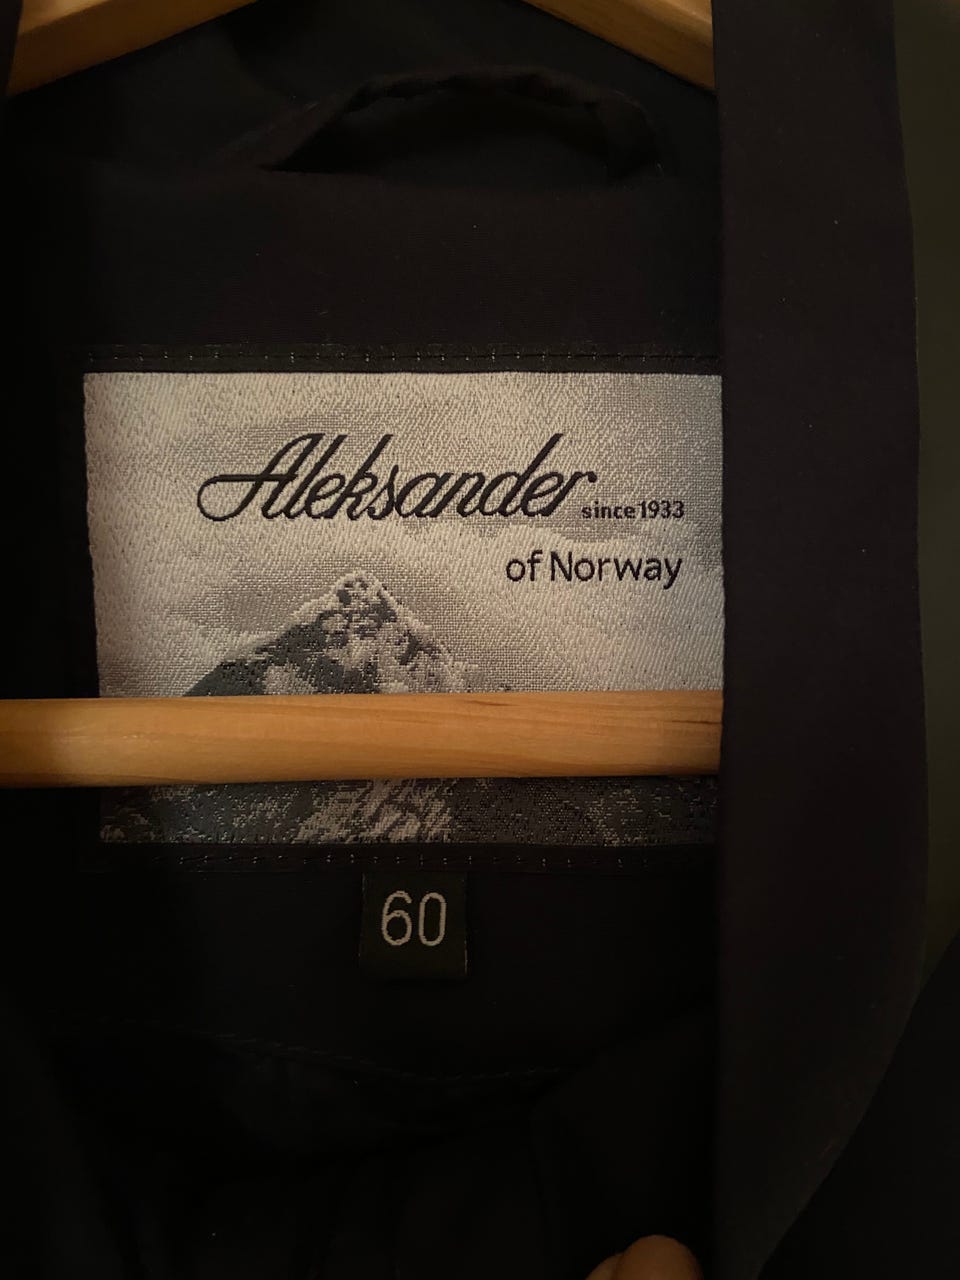 Aleksander since 1933
of Norway
60